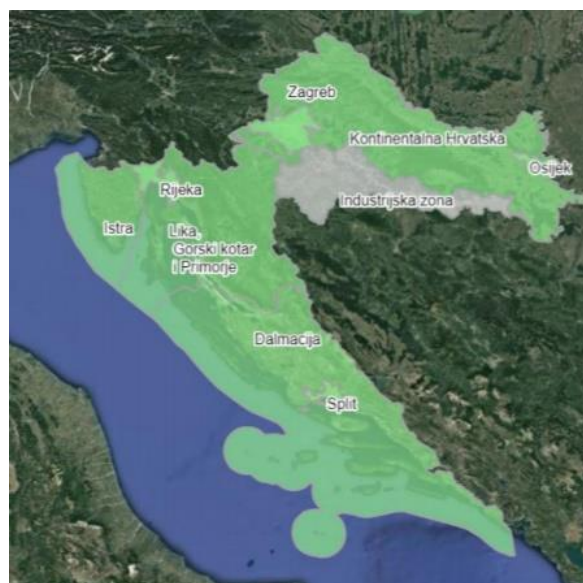 Zagreb
Kontinentalna Hrvatska
Osijek
Rijeka
Industrijska zona
Istra
Lika,
Gorski kotar
i Primorje
Dalmacija
Split